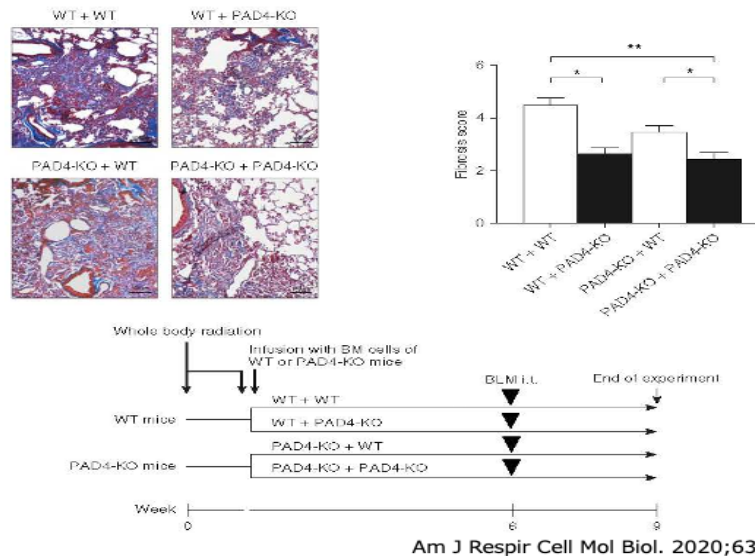 WT + WT
WT + PAD4-KO
PAD4-KO + WT
PAD4-KO + PAD4-KO
**
*
*
6
4
2
0
Fibrosis score
WT + WT
WT + PAD4-KO
PAD4-KO + WT
PAD4-KO + PAD4-KO
Whole body radiation
Infusion with BM cells of
WT or PAD4-KO mice
BLM i.t.
End of experiment
WT mice
WT + WT
WT + PAD4-KO
PAD4-KO mice
PAD4-KO + WT
PAD4-KO + PAD4-KO
Week
0
6
9
Am J Respir Cell Mol Biol. 2020;63